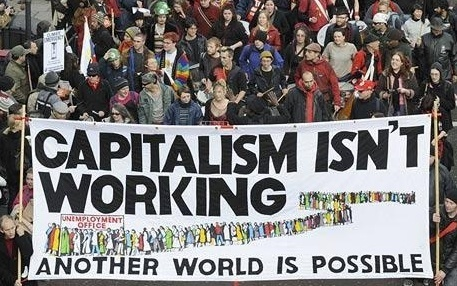 CAPITALISM ISN'T
WORKING
UNEMPLOYMENT
OFFICE
ANOTHER WORLD IS POSSIBLE